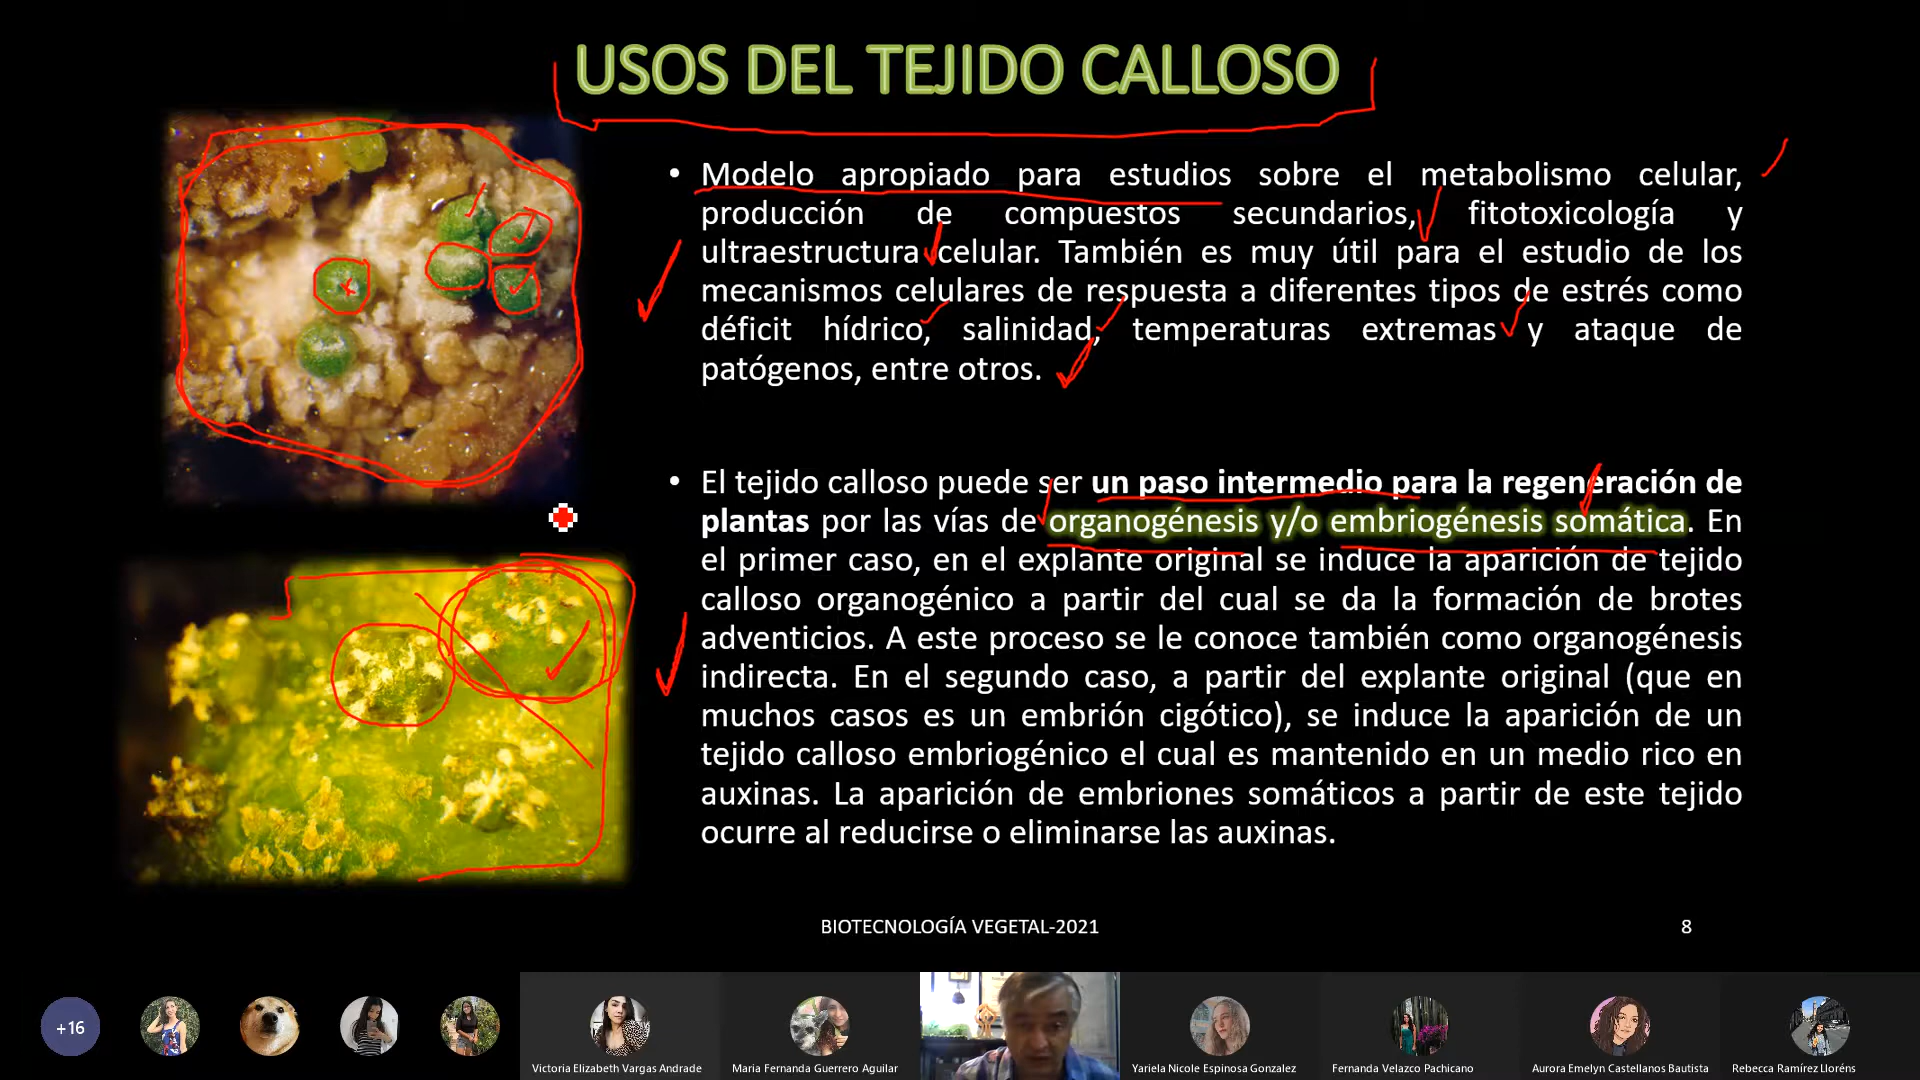 USOS DEL TEJIDO CALLOSO
• Modelo apropiado para estudios sobre el metabolismo celular,
producción de compuestos secundarios, fitotoxicología y
ultraestructura celular. También es muy útil para el estudio de los
mecanismos celulares de respuesta a diferentes tipos de estrés como
déficit hídrico, salinidad, temperaturas extremas y ataque de
patógenos, entre otros.
• El tejido calloso puede ser un paso intermedio para la regeneración de
plantas por las vías de organogénesis y/o embriogénesis somática. En
el primer caso, en el explante original se induce la aparición de tejido
calloso organogénico a partir del cual se da la formación de brotes
adventicios. A este proceso se le conoce también como organogénesis
indirecta. En el segundo caso, a partir del explante original (que en
muchos casos es un embrión cigótico), se induce la aparición de un
tejido calloso embriogénico el cual es mantenido en un medio rico en
auxinas. La aparición de embriones somáticos a partir de este tejido
ocurre al reducirse o eliminarse las auxinas.
BIOTECNOLOGÍA VEGETAL-2021
8
+16
Victoria Elizabeth Vargas Andrade
Maria Fernanda Guerrero Aguilar
Yariela Nicole Espinosa Gonzalez
Fernanda Velazco Pachicano
Aurora Emelyn Castellanos Bautista
Rebecca Ramírez Lloréns